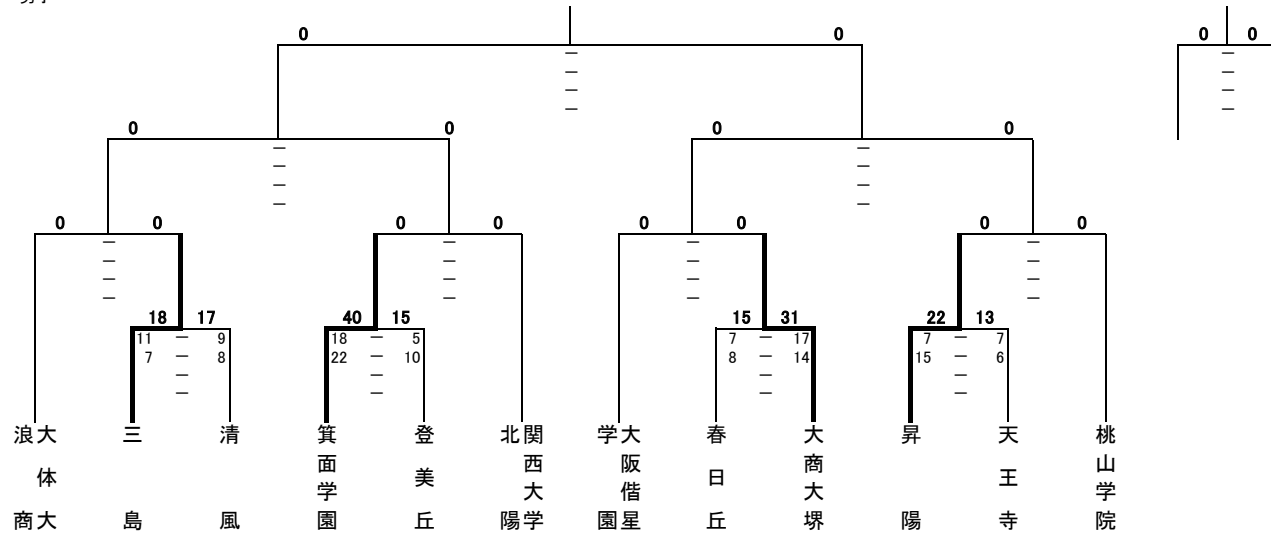 0 0 0 0
0 0 0 0
0 0 0 0 0 0 0 0
18 17 40 15 15 31 22 13
11 — 9 18 — 5 7 — 17 7 — 7
7 — 8 22 — 10 8 — 14 15 — 6
大体大浪商
三島
清風
箕面学園
登美丘
関西大学北陽
大阪偕星学園
春日丘
大商大堺
昇陽
天王寺
桃山学院